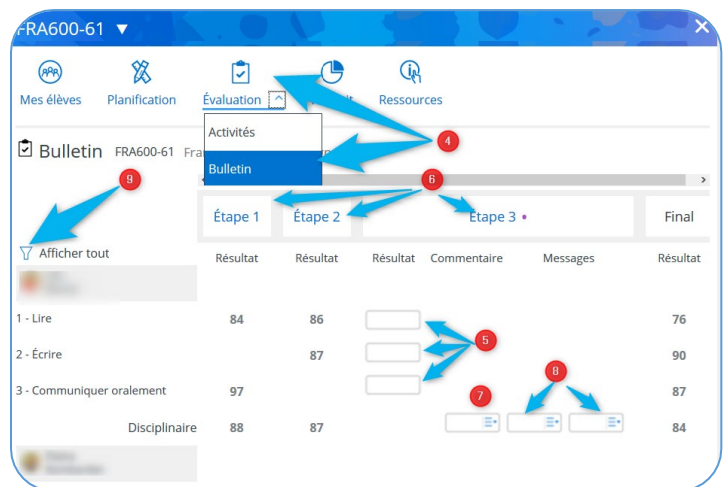 FRA600-61 ▼ ×
Mes élèves Planification Évaluation Ressources
Activités
Bulletin FRA600-61
Bulletin
4
9
6
Étape 1 Étape 2 Étape 3 • Final
Afficher tout Résultat Résultat Résultat Commentaire Messages Résultat
1 - Lire 84 86 76
5
2 - Écrire 87 90
8
3 - Communiquer oralement 97 87
7
Disciplinaire 88 87 84